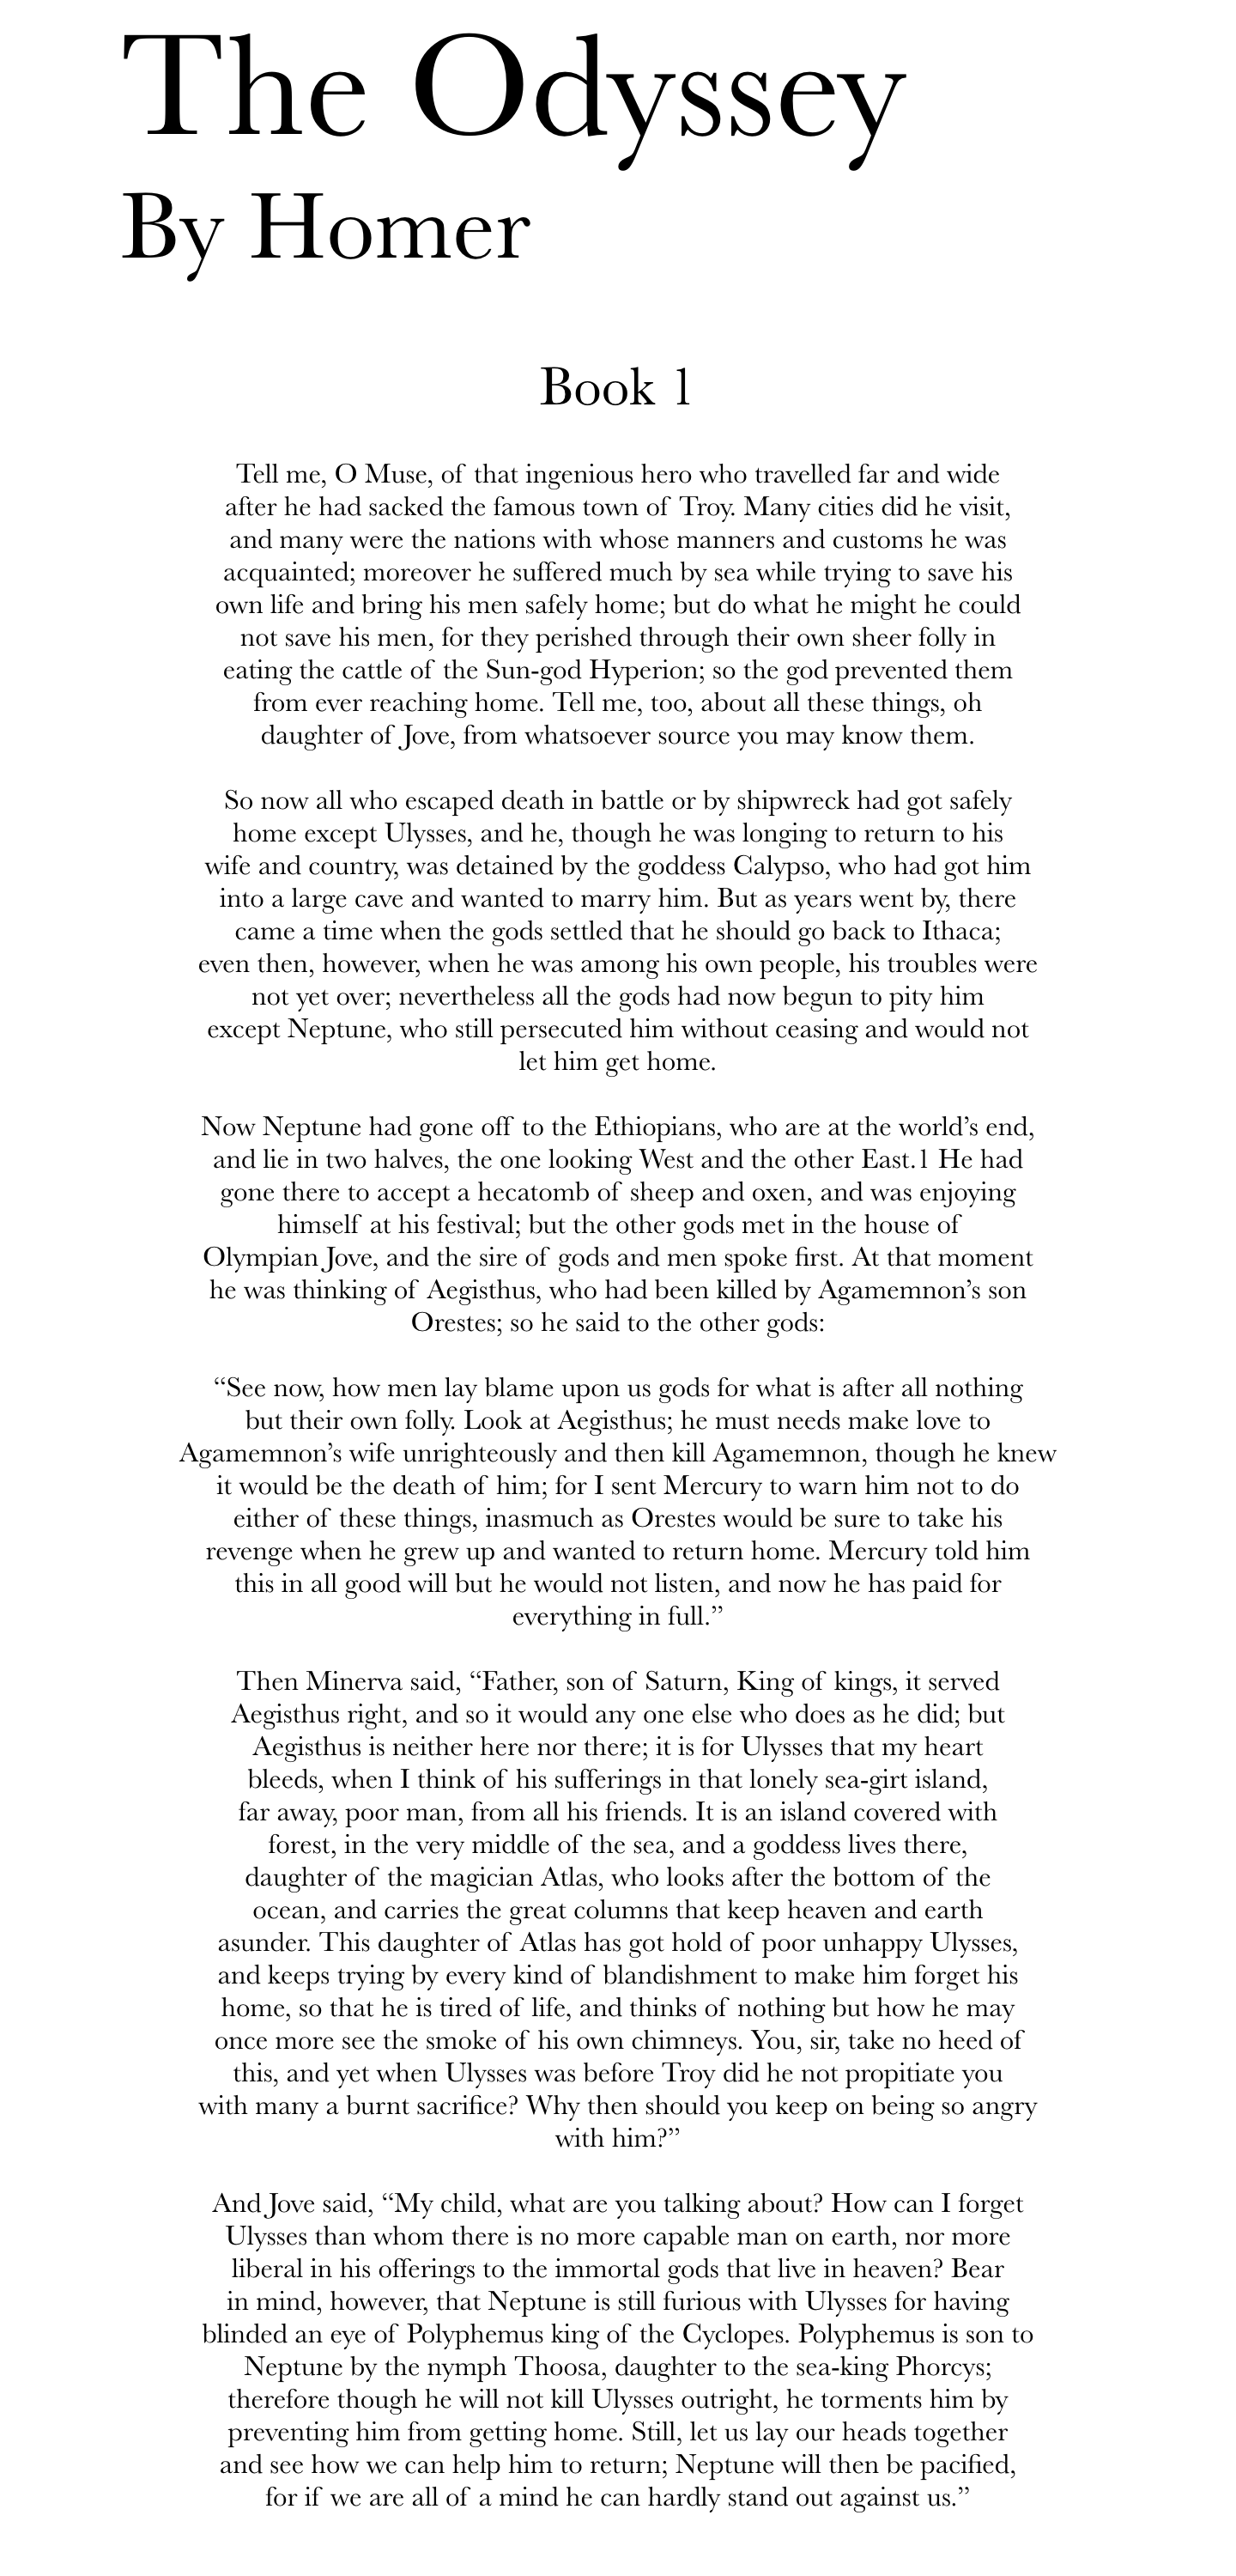 The Odyssey
By Homer
Book 1
Tell me, O Muse, of that ingenious hero who travelled far and wide
after he had sacked the famous town of Troy. Many cities did he visit,
and many were the nations with whose manners and customs he was
acquainted; moreover he suffered much by sea while trying to save his
own life and bring his men safely home; but do what he might he could
not save his men, for they perished through their own sheer folly in
eating the cattle of the Sun-god Hyperion; so the god prevented them
from ever reaching home. Tell me, too, about all these things, oh
daughter of Jove, from whatsoever source you may know them.
So now all who escaped death in battle or by shipwreck had got safely
home except Ulysses, and he, though he was longing to return to his
wife and country, was detained by the goddess Calypso, who had got him
into a large cave and wanted to marry him. But as years went by, there
came a time when the gods settled that he should go back to Ithaca;
even then, however, when he was among his own people, his troubles were
not yet over; nevertheless all the gods had now begun to pity him
except Neptune, who still persecuted him without ceasing and would not
let him get home.
Now Neptune had gone off to the Ethiopians, who are at the world’s end,
and lie in two halves, the one looking West and the other East.1 He had
gone there to accept a hecatomb of sheep and oxen, and was enjoying
himself at his festival; but the other gods met in the house of
Olympian Jove, and the sire of gods and men spoke first. At that moment
he was thinking of Aegisthus, who had been killed by Agamemnon’s son
Orestes; so he said to the other gods:
“See now, how men lay blame upon us gods for what is after all nothing
but their own folly. Look at Aegisthus; he must needs make love to
Agamemnon’s wife unrighteously and then kill Agamemnon, though he knew
it would be the death of him; for I sent Mercury to warn him not to do
either of these things, inasmuch as Orestes would be sure to take his
revenge when he grew up and wanted to return home. Mercury told him
this in all good will but he would not listen, and now he has paid for
everything in full.”
Then Minerva said, “Father, son of Saturn, King of kings, it served
Aegisthus right, and so it would any one else who does as he did; but
Aegisthus is neither here nor there; it is for Ulysses that my heart
bleeds, when I think of his sufferings in that lonely sea-girt island,
far away, poor man, from all his friends. It is an island covered with
forest, in the very middle of the sea, and a goddess lives there,
daughter of the magician Atlas, who looks after the bottom of the
ocean, and carries the great columns that keep heaven and earth
asunder. This daughter of Atlas has got hold of poor unhappy Ulysses,
and keeps trying by every kind of blandishment to make him forget his
home, so that he is tired of life, and thinks of nothing but how he may
once more see the smoke of his own chimneys. You, sir, take no heed of
this, and yet when Ulysses was before Troy did he not propitiate you
with many a burnt sacrifice? Why then should you keep on being so angry
with him?”
And Jove said, “My child, what are you talking about? How can I forget
Ulysses than whom there is no more capable man on earth, nor more
liberal in his offerings to the immortal gods that live in heaven? Bear
in mind, however, that Neptune is still furious with Ulysses for having
blinded an eye of Polyphemus king of the Cyclopes. Polyphemus is son to
Neptune by the nymph Thoosa, daughter to the sea-king Phorcys;
therefore though he will not kill Ulysses outright, he torments him by
preventing him from getting home. Still, let us lay our heads together
and see how we can help him to return; Neptune will then be pacified,
for if we are all of a mind he can hardly stand out against us.”